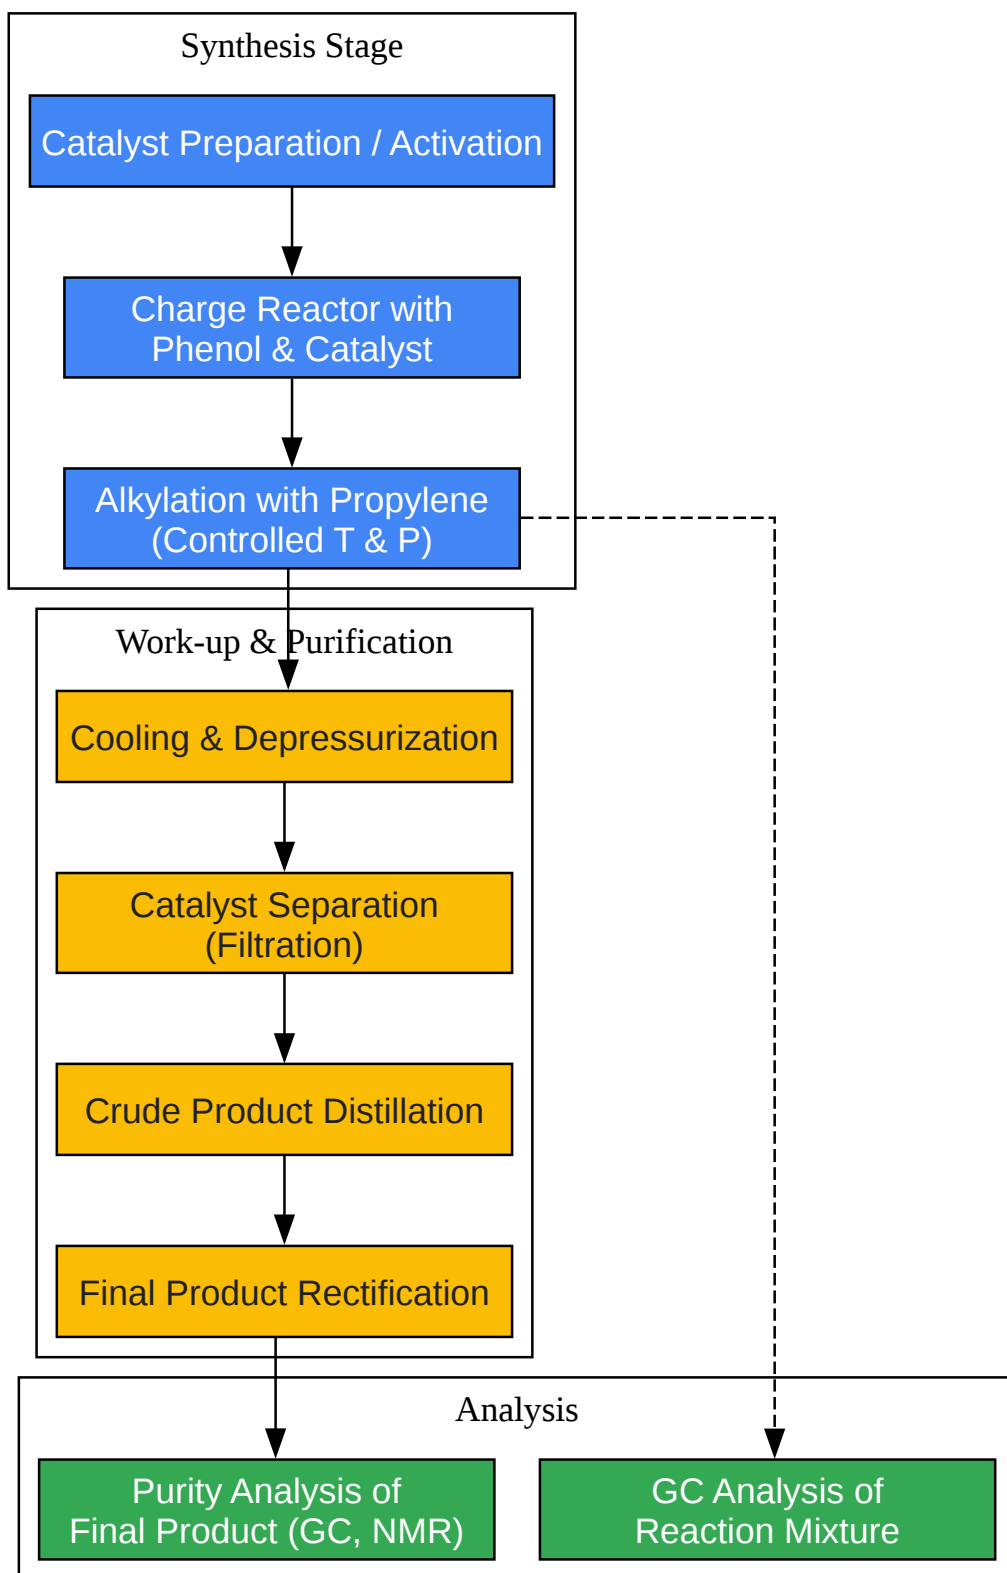 Synthesis Stage
Catalyst Preparation / Activation
Charge Reactor with
Phenol & Catalyst
Alkylation with Propylene
(Controlled T & P)
Work-up & Purification
Cooling & Depressurization
Catalyst Separation
(Filtration)
Crude Product Distillation
Final Product Rectification
Analysis
Purity Analysis of
Final Product (GC, NMR)
GC Analysis of
Reaction Mixture